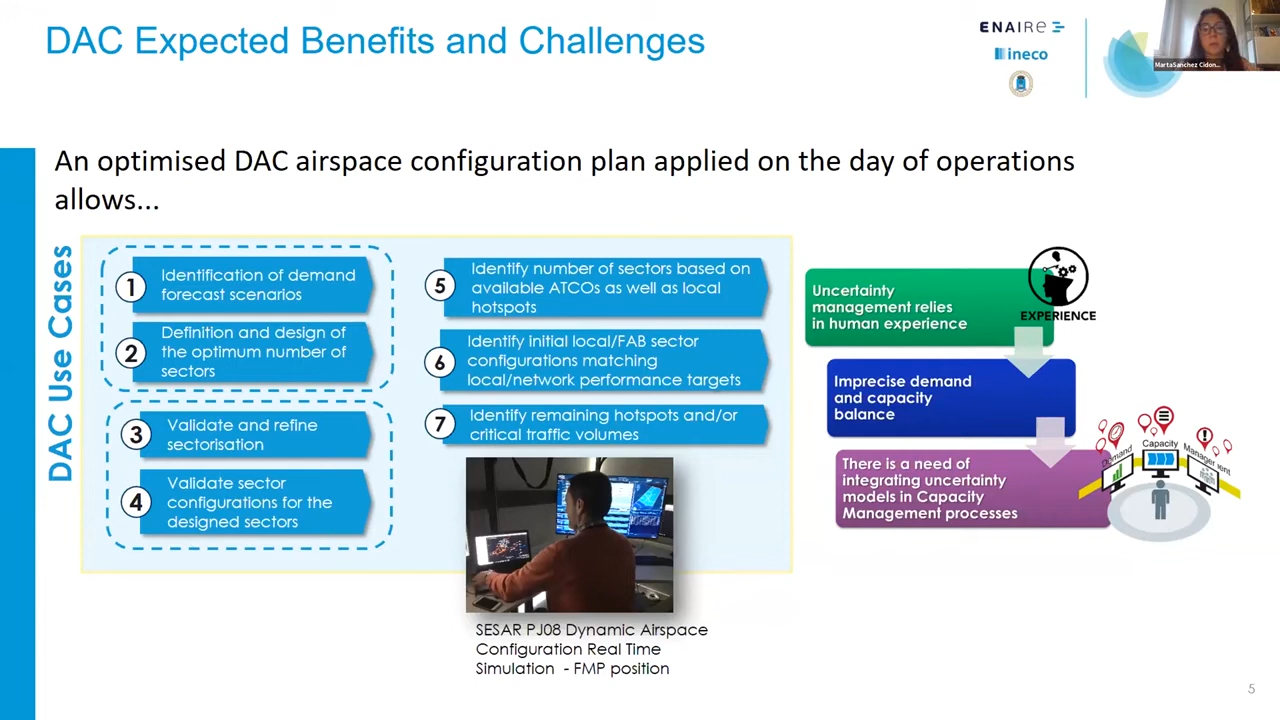 DAC Expected Benefits and Challenges
ENAIRE
ineco
MartaSanchez Cidon...
An optimised DAC airspace configuration plan applied on the day of operations
allows...
DAC Use Cases
1
Identification of demand
forecast scenarios
2
Definition and design of
the optimum number of
sectors
3
Validate and refine
sectorisation
4
Validate sector
configurations for the
designed sectors
5
Identify number of sectors based on
available ATCOs as well as local
hotspots
6
Identify initial local/FAB sector
configurations matching
local/network performance targets
7
Identify remaining hotspots and/or
critical traffic volumes
SESAR PJ08 Dynamic Airspace
Configuration Real Time
Simulation - FMP position
Uncertainty
management relies
in human experience
EXPERIENCE
Imprecise demand
and capacity
balance
There is a need of
integrating uncertainty
models in Capacity
Management processes
Demand
Capacity
Management
5